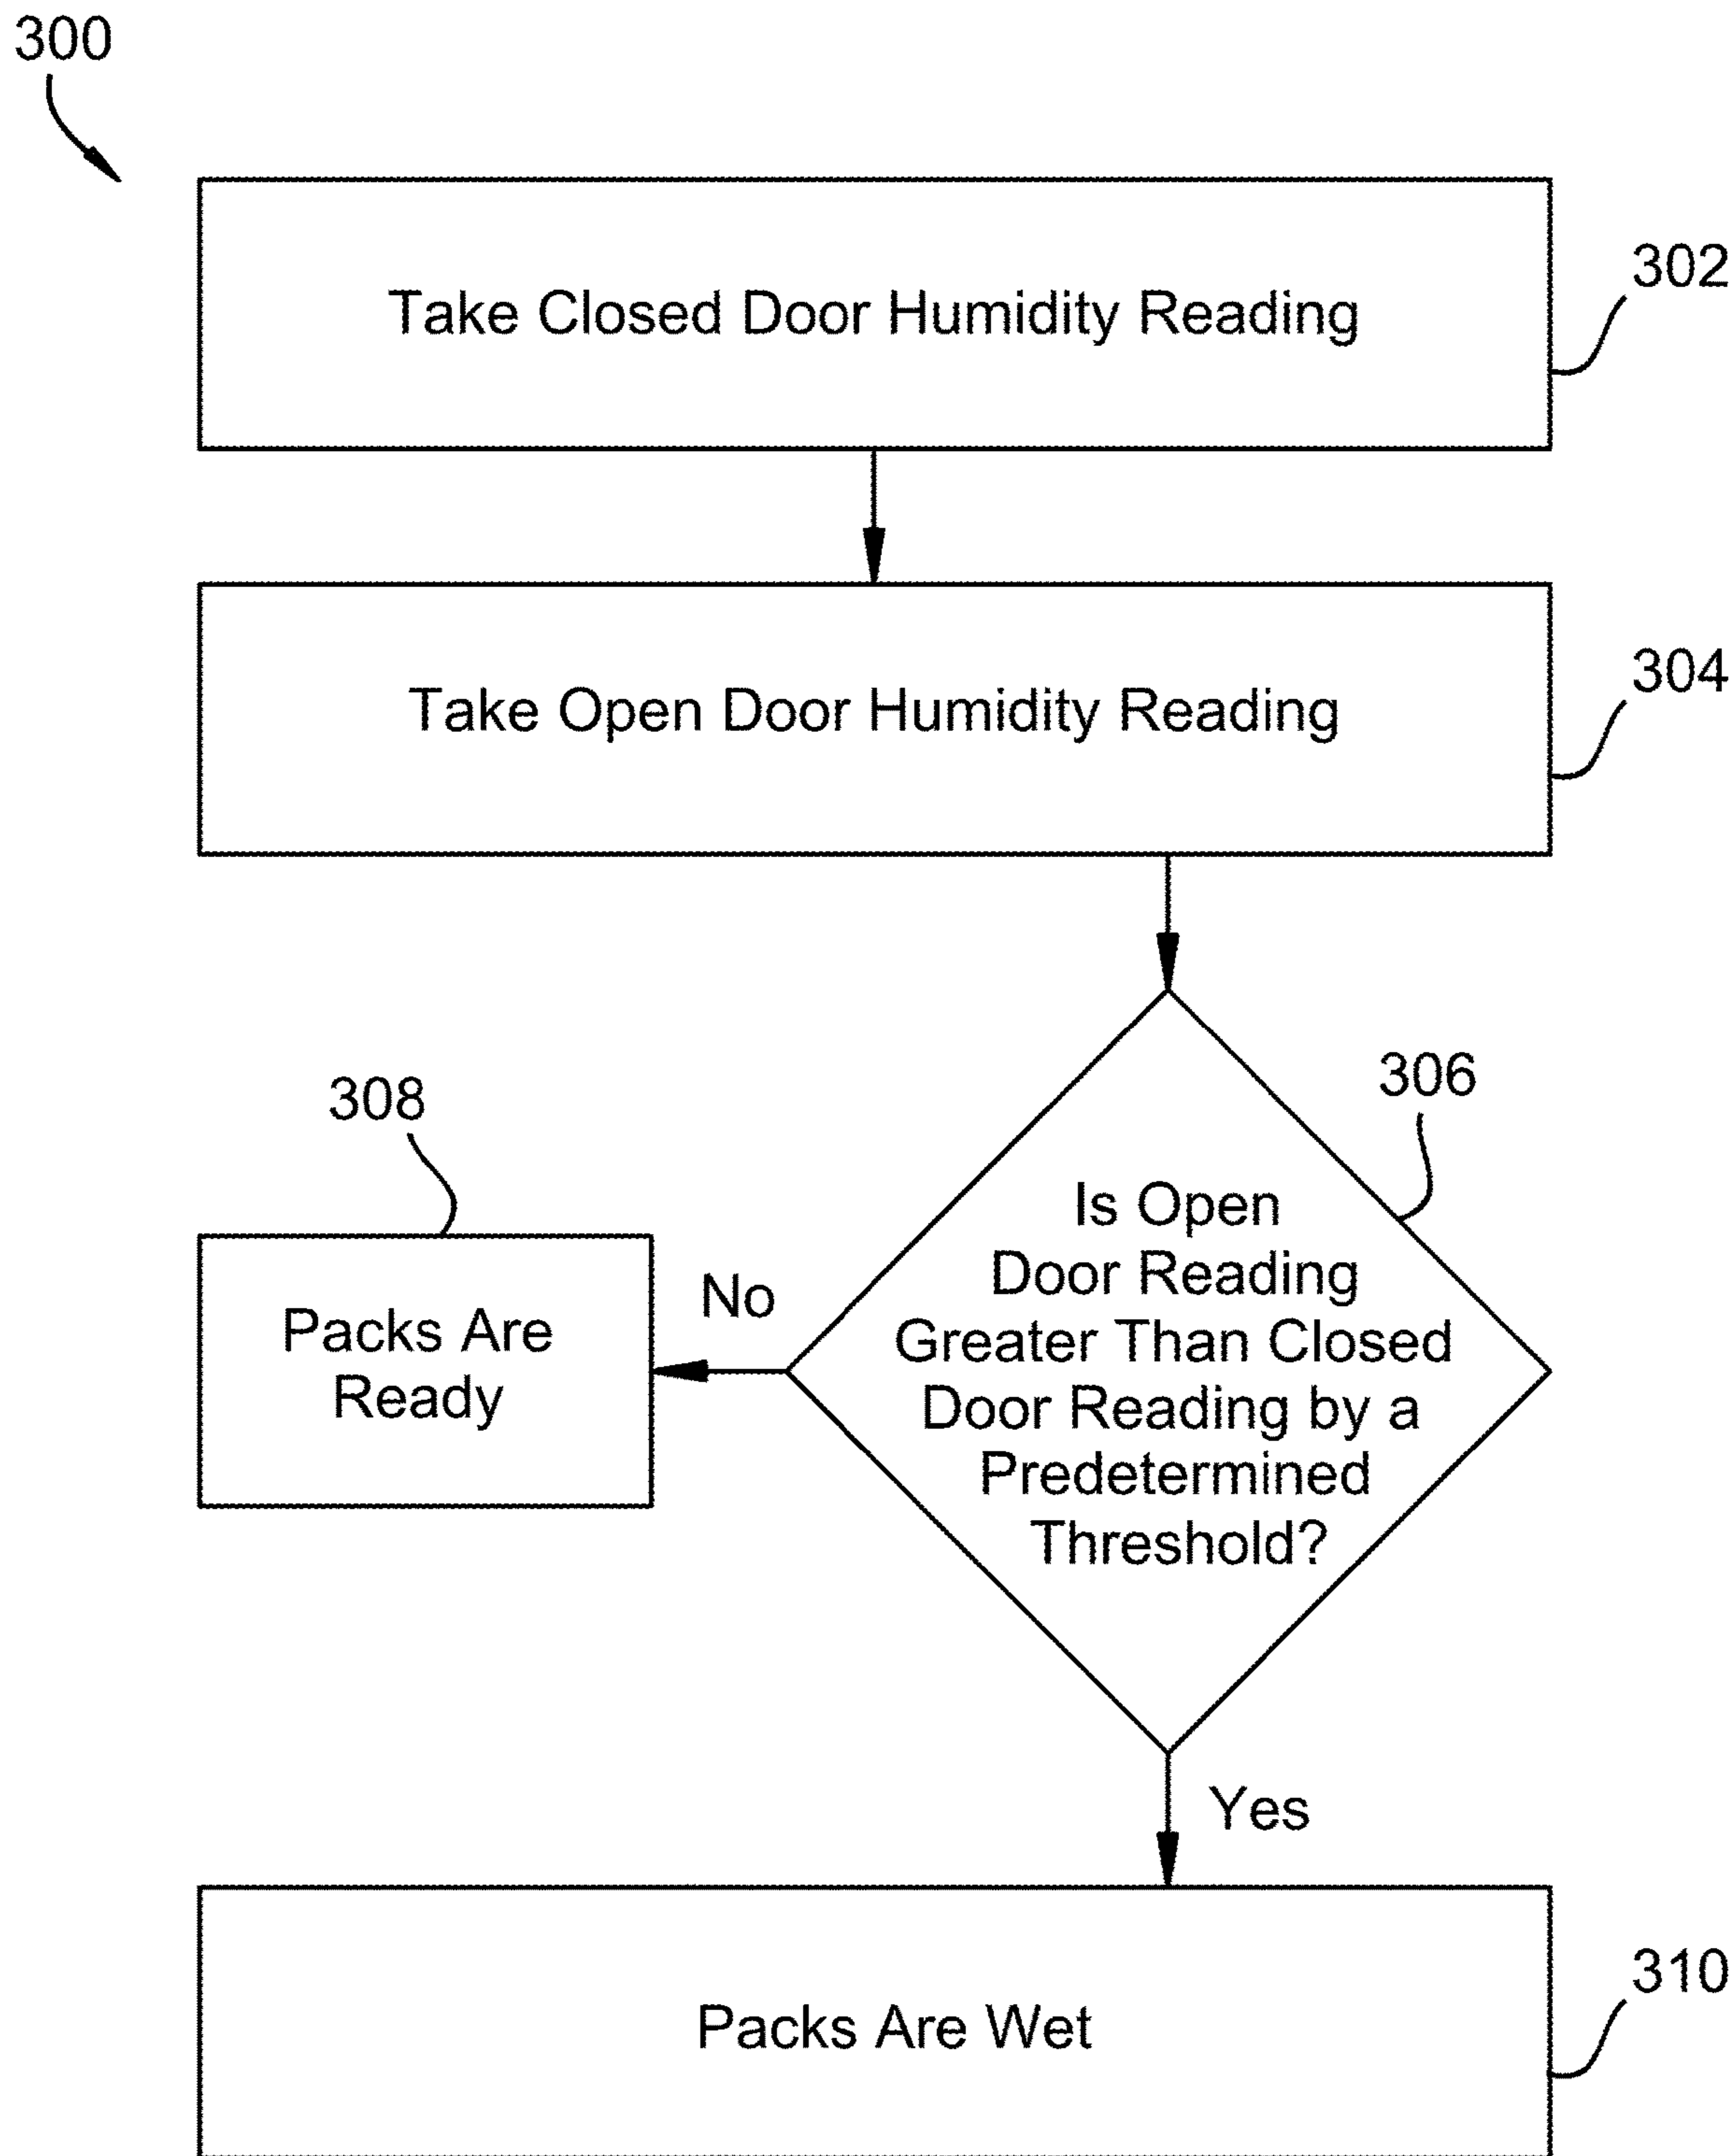 300
Take Closed Door Humidity Reading
302
Take Open Door Humidity Reading
304
306
308
Is Open
Door Reading
Greater Than Closed
Door Reading by a
Predetermined
Threshold?
No
Packs Are
Ready
Yes
Packs Are Wet
310